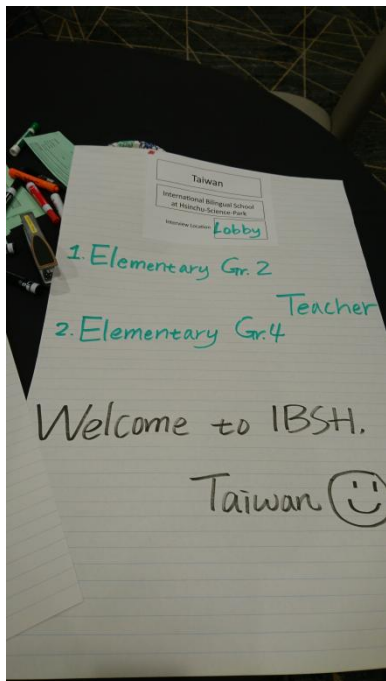 Taiwan
International Bilingual School
at Hsinchu-Science-Park
Interview Location Lobby
1. Elementary Gr. 2
Teacher
2. Elementary Gr. 4
Welcome to IBSH.
Taiwan